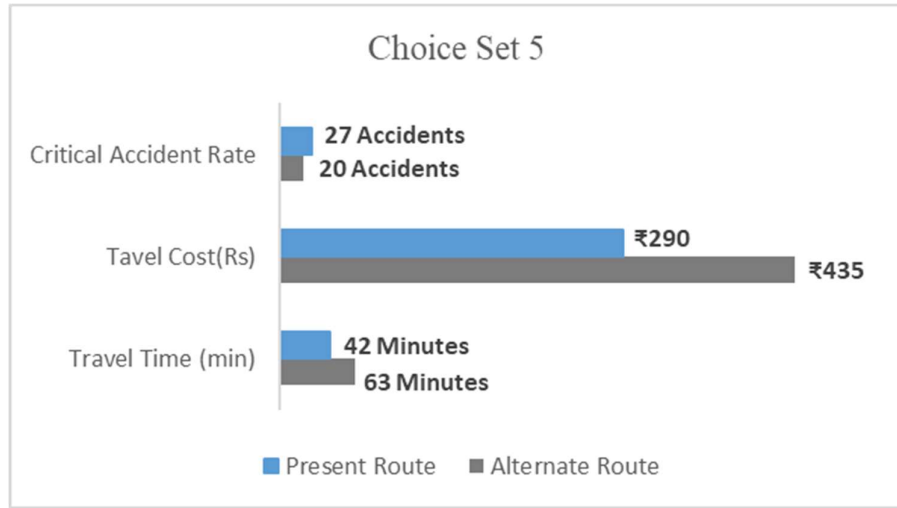 Choice Set 5
Critical Accident Rate
27 Accidents
20 Accidents
Tavel Cost(Rs)
₹290
₹435
Travel Time (min)
42 Minutes
63 Minutes
Present Route
Alternate Route